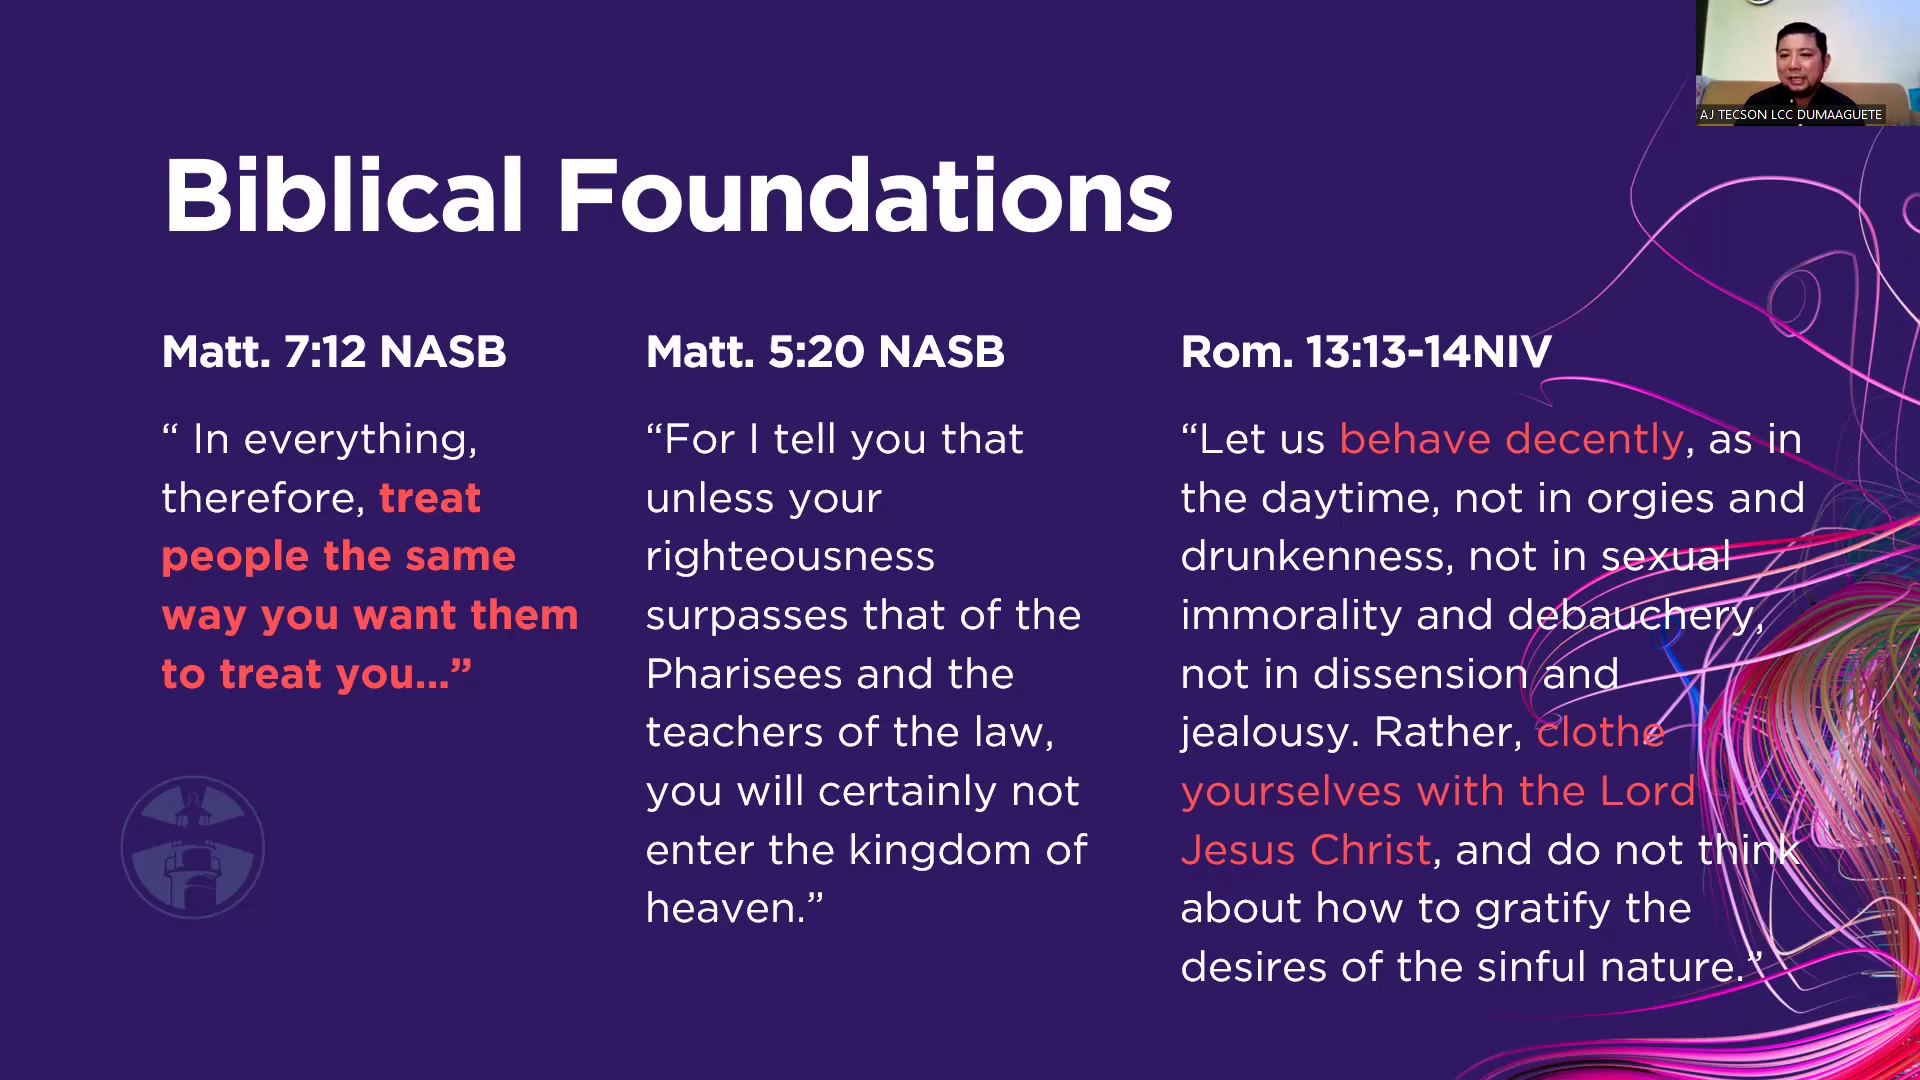 AJ TECSON LCC DUMAAGUETE
Biblical Foundations
Matt. 7:12 NASB
“ In everything,
therefore, treat
people the same
way you want them
to treat you...”
Matt. 5:20 NASB
“For I tell you that
unless your
righteousness
surpasses that of the
Pharisees and the
teachers of the law,
you will certainly not
enter the kingdom of
heaven.”
Rom. 13:13-14NIV
“Let us behave decently, as in
the daytime, not in orgies and
drunkenness, not in sexual
immorality and debauchery,
not in dissension and
jealousy. Rather, clothe
yourselves with the Lord
Jesus Christ, and do not think
about how to gratify the
desires of the sinful nature.”